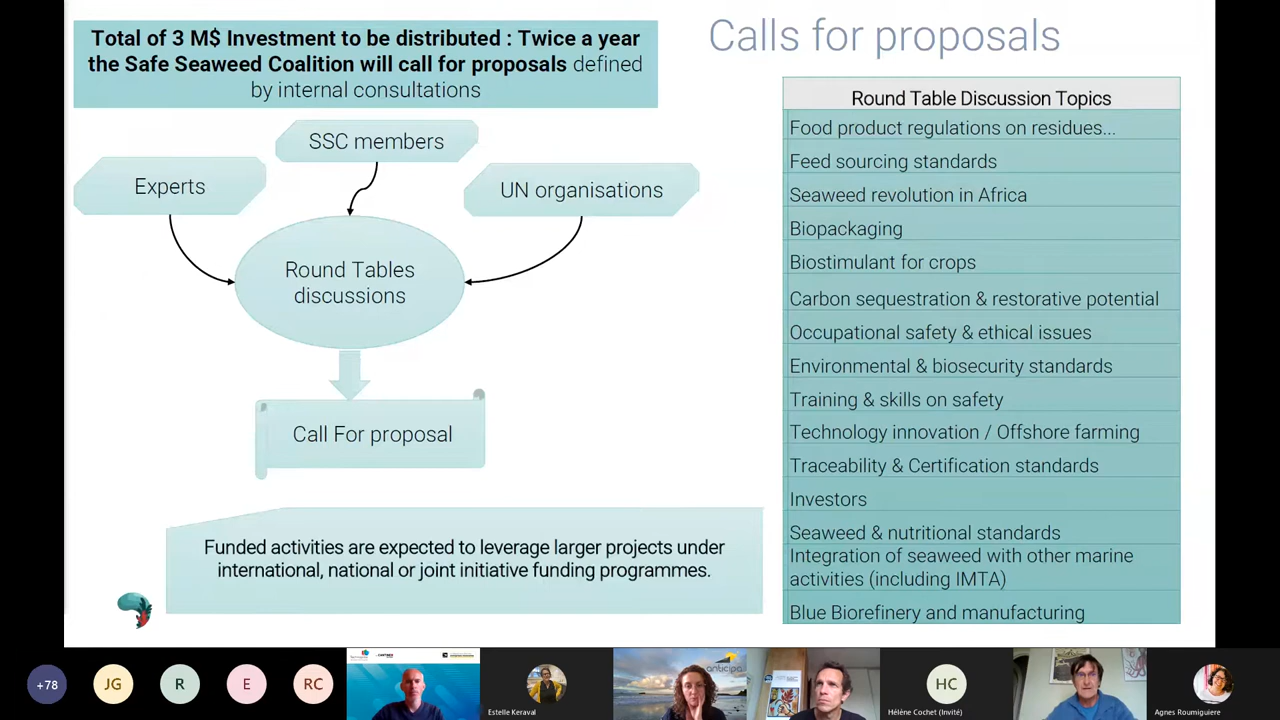 Calls for proposals
Total of 3 M$ Investment to be distributed : Twice a year
the Safe Seaweed Coalition will call for proposals defined
by internal consultations
SSC members
Experts
UN organisations
Round Tables
discussions
Call For proposal
Funded activities are expected to leverage larger projects under
international, national or joint initiative funding programmes.
Round Table Discussion Topics
Food product regulations on residues...
Feed sourcing standards
Seaweed revolution in Africa
Biopackaging
Biostimulant for crops
Carbon sequestration & restorative potential
Occupational safety & ethical issues
Environmental & biosecurity standards
Training & skills on safety
Technology innovation / Offshore farming
Traceability & Certification standards
Investors
Seaweed & nutritional standards
Integration of seaweed with other marine
activities (including IMTA)
Blue Biorefinery and manufacturing
+78
JG
R
E
RC
Estelle Keraval
anticipa
HC
Hélène Cochet (Invité)
Agnes Roumiguiere